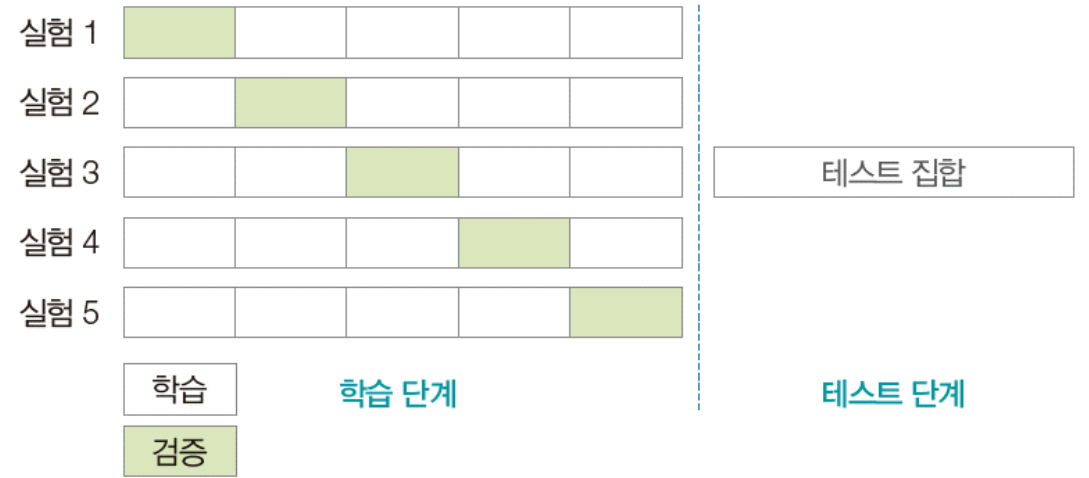 실험 1
실험 2
실험 3
테스트 집합
실험 4
실험 5
학습
학습 단계
테스트 단계
검증